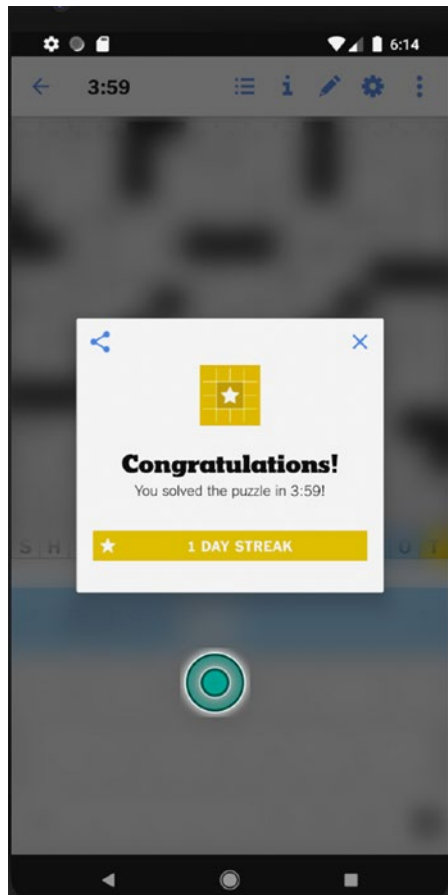 6:14
3:59
Congratulations!
You solved the puzzle in 3:59!
1 DAY STREAK
S H O T